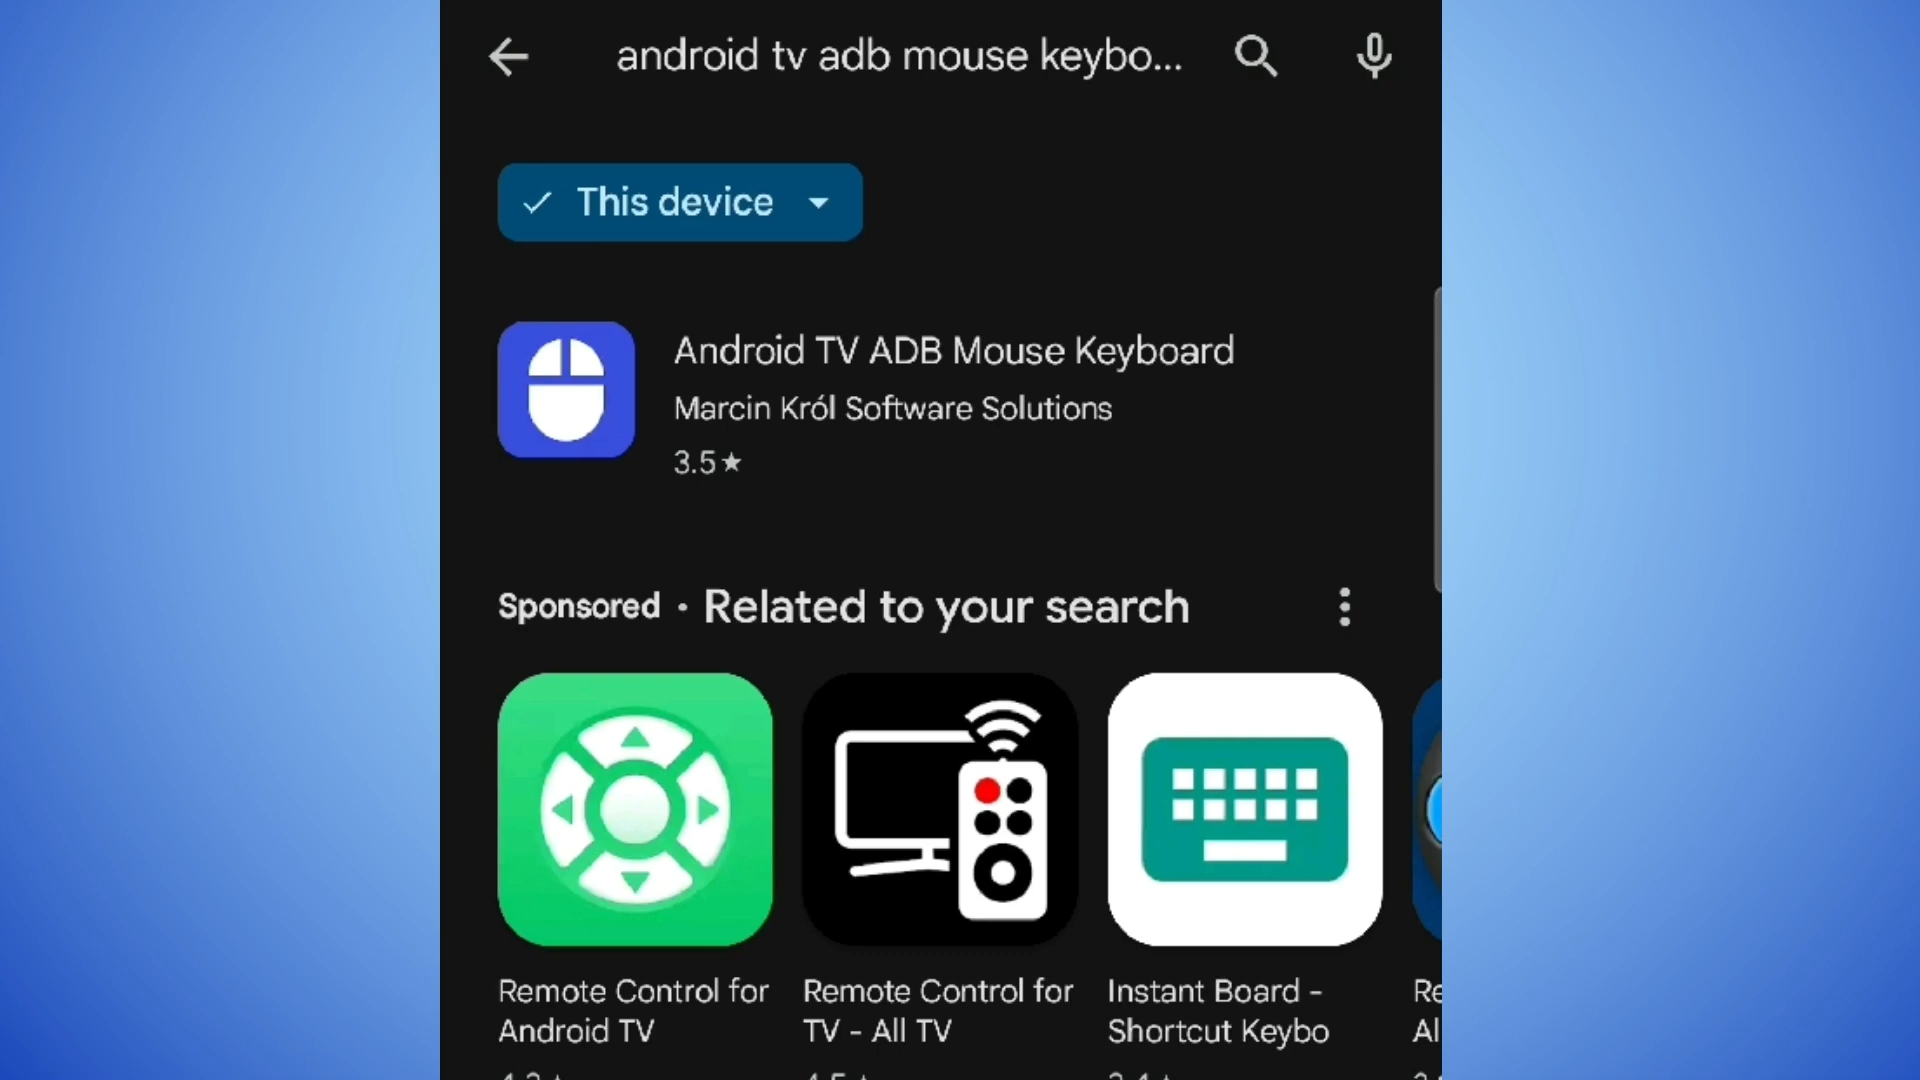 android tv adb mouse keybo...
This device
Android TV ADB Mouse Keyboard
Marcin Król Software Solutions
3.5★
Sponsored · Related to your search
Remote Control for
Android TV
Remote Control for
TV - All TV
Instant Board -
Shortcut Keybo
Re
Al